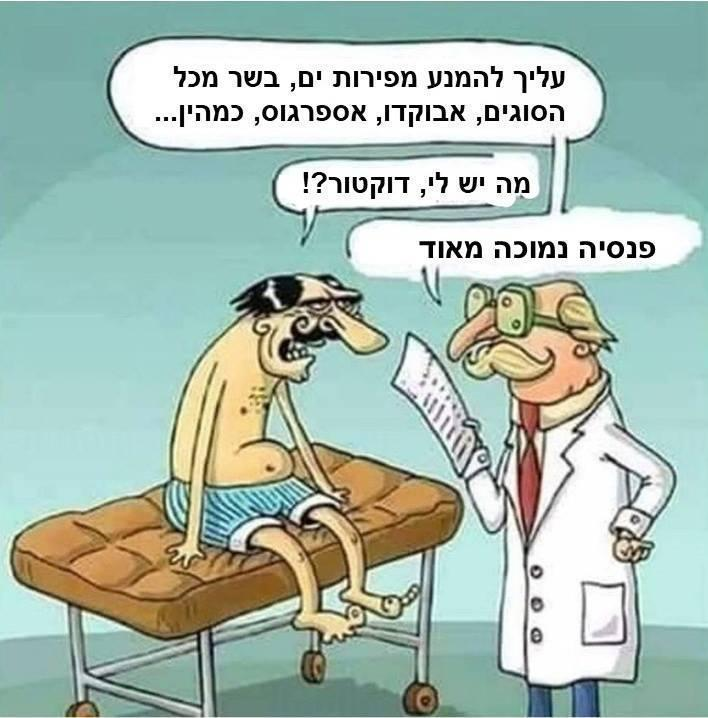 עליך להמנע מפירות ים, בשר מכל
הסוגים, אבוקדו, אספרגוס, כמהין...
מה יש לי, דוקטור?!
פנסיה נמוכה מאוד